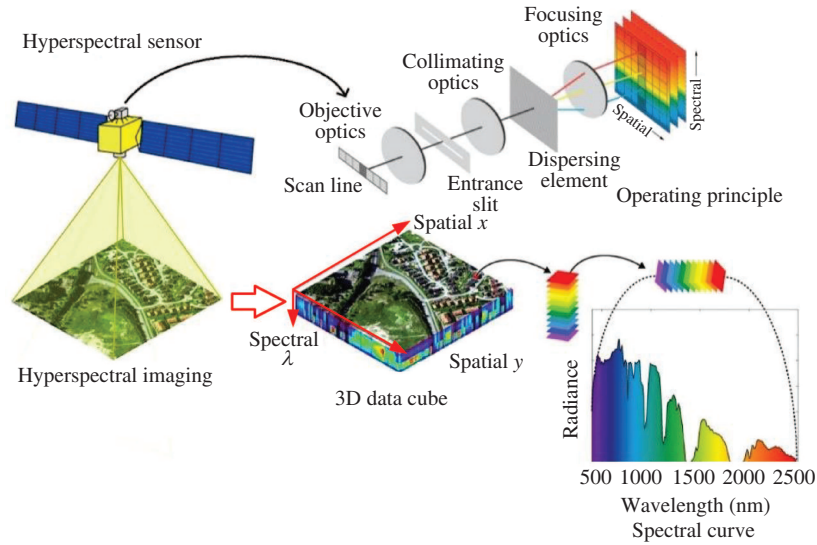 Hyperspectral sensor
Focusing
optics
Collimating
optics
Objective
optics
Spectral
Spatial
Scan line
Entrance
slit
Dispersing
element
Operating principle
Spatial x
Spectral
λ
Spatial y
Hyperspectral imaging
3D data cube
Radiance
500 1000 1500 2000 2500
Wavelength (nm)
Spectral curve